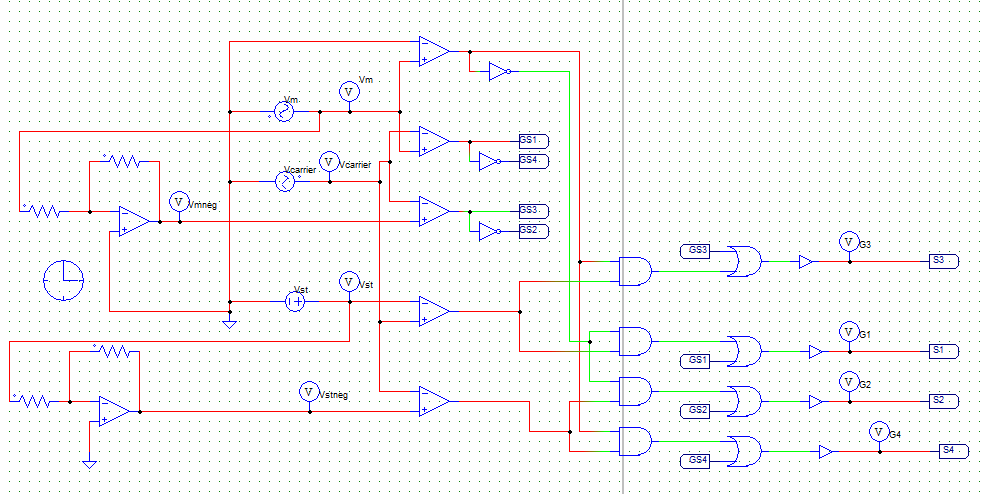 Vm
Vm
GS1
GS4
V
Vcarrier
Vcarrier
V
Vmneg
GS3
GS2
V
Vst
Vst
V
Vstneg
V
GS3
V
G3
S3
GS1
V
G1
S1
GS2
V
G2
S2
GS4
V
G4
S4
V